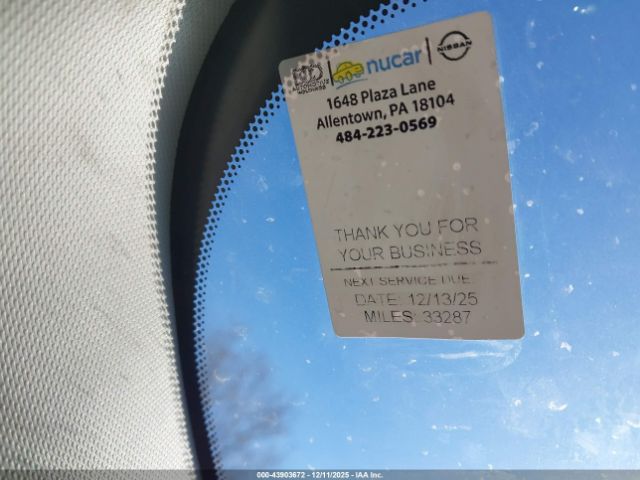 nucar | NISSAN
1648 Plaza Lane
Allentown, PA 18104
484-223-0569
THANK YOU FOR
YOUR BUSINESS
NEXT SERVICE DUE:
DATE: 12/13/25
MILES: 33287
000-43903672 - 12/11/2025 - IAA Inc.